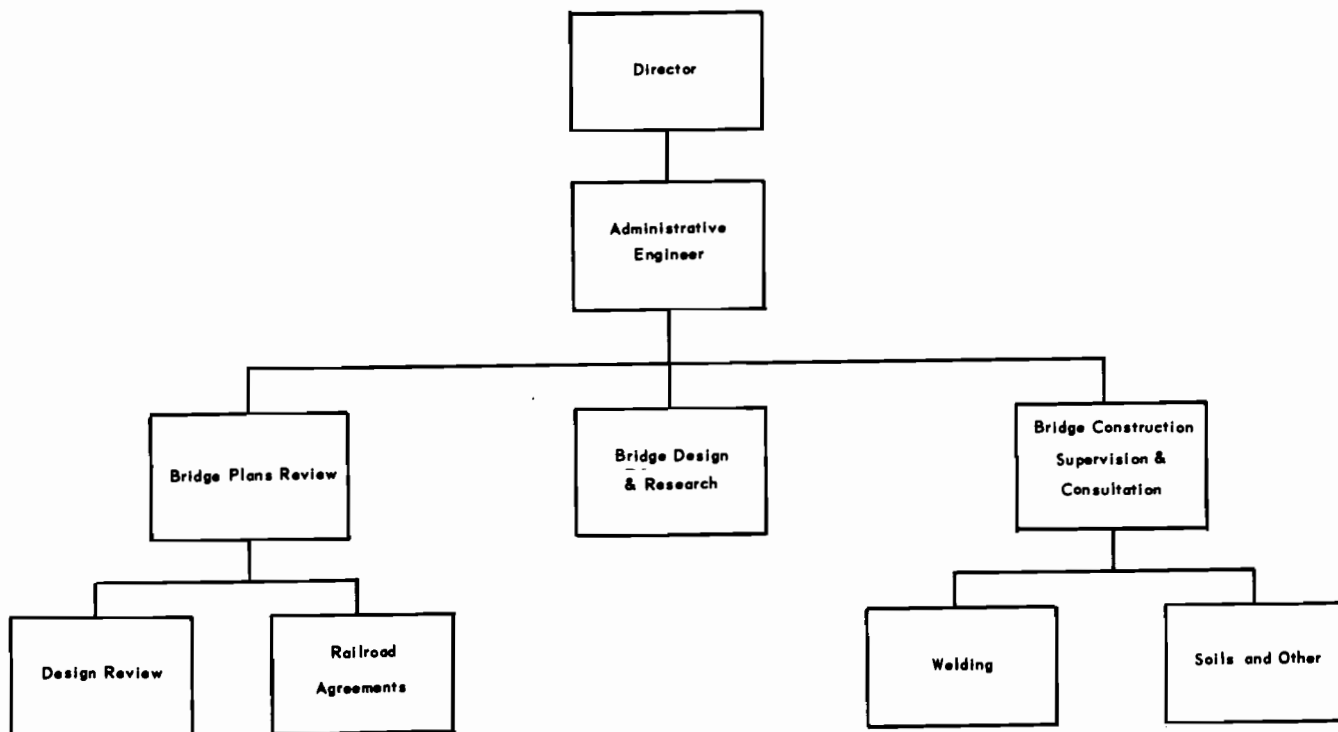 Director
Administrative
Engineer
Bridge Plans Review
Bridge Design
& Research
Bridge Construction
Supervision &
Consultation
Design Review
Railroad
Agreements
Welding
Soils and Other